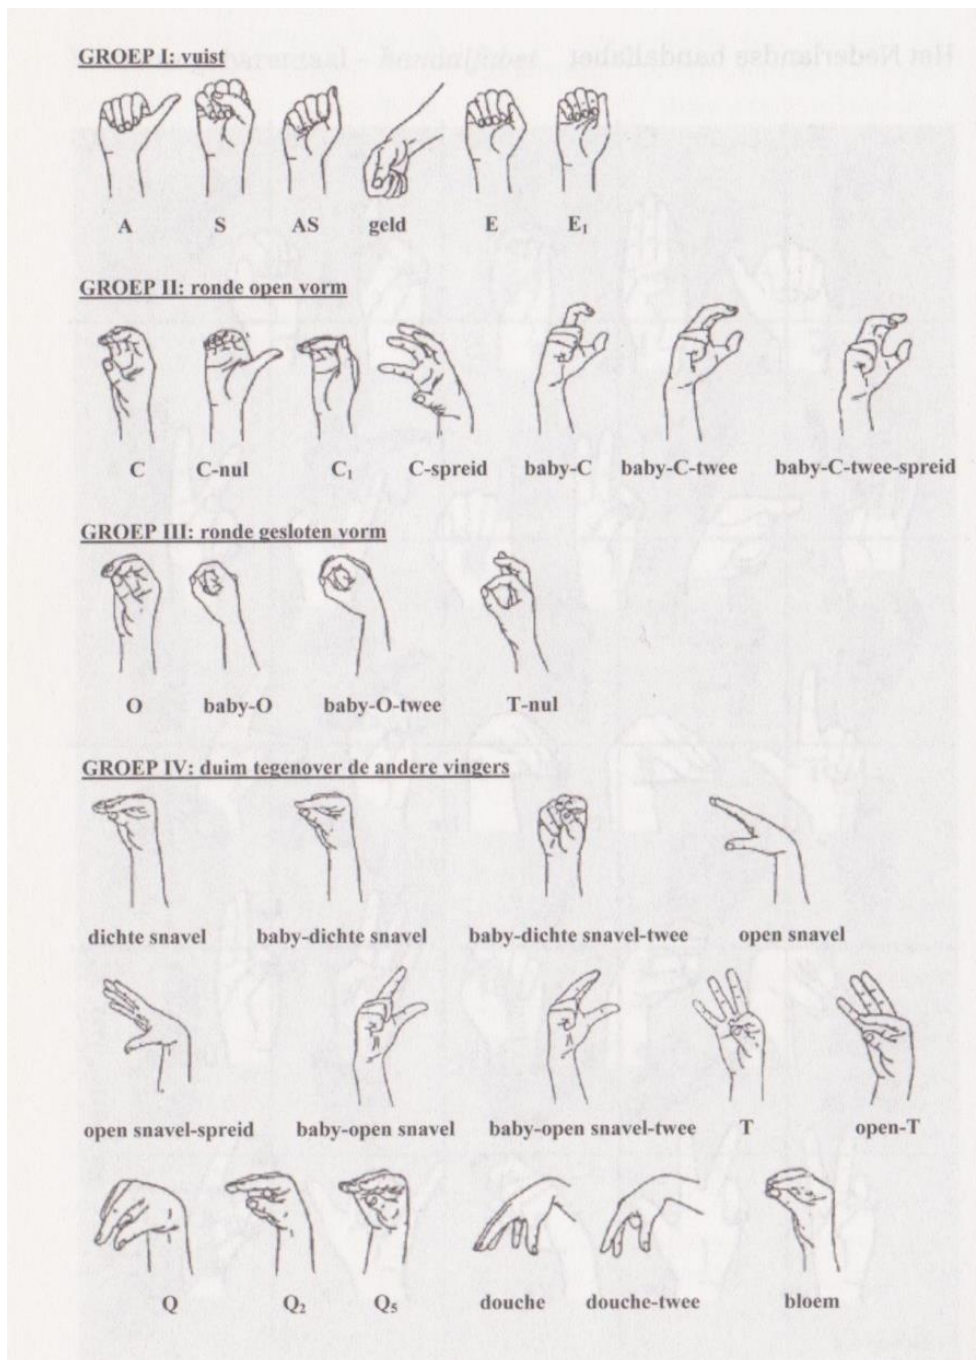 Het Nederlandse handalfabet
GROEP I: vuist
A S AS geld E E₁
GROEP II: ronde open vorm
C C-nul C₁ C-spreid baby-C baby-C-twee baby-C-twee-spreid
GROEP III: ronde gesloten vorm
O baby-O baby-O-twee T-nul
GROEP IV: duim tegenover de andere vingers
dichte snavel baby-dichte snavel baby-dichte snavel-twee open snavel
open snavel-spreid baby-open snavel baby-open snavel-twee T open-T
Q Q₂ Q₅ douche douche-twee bloem